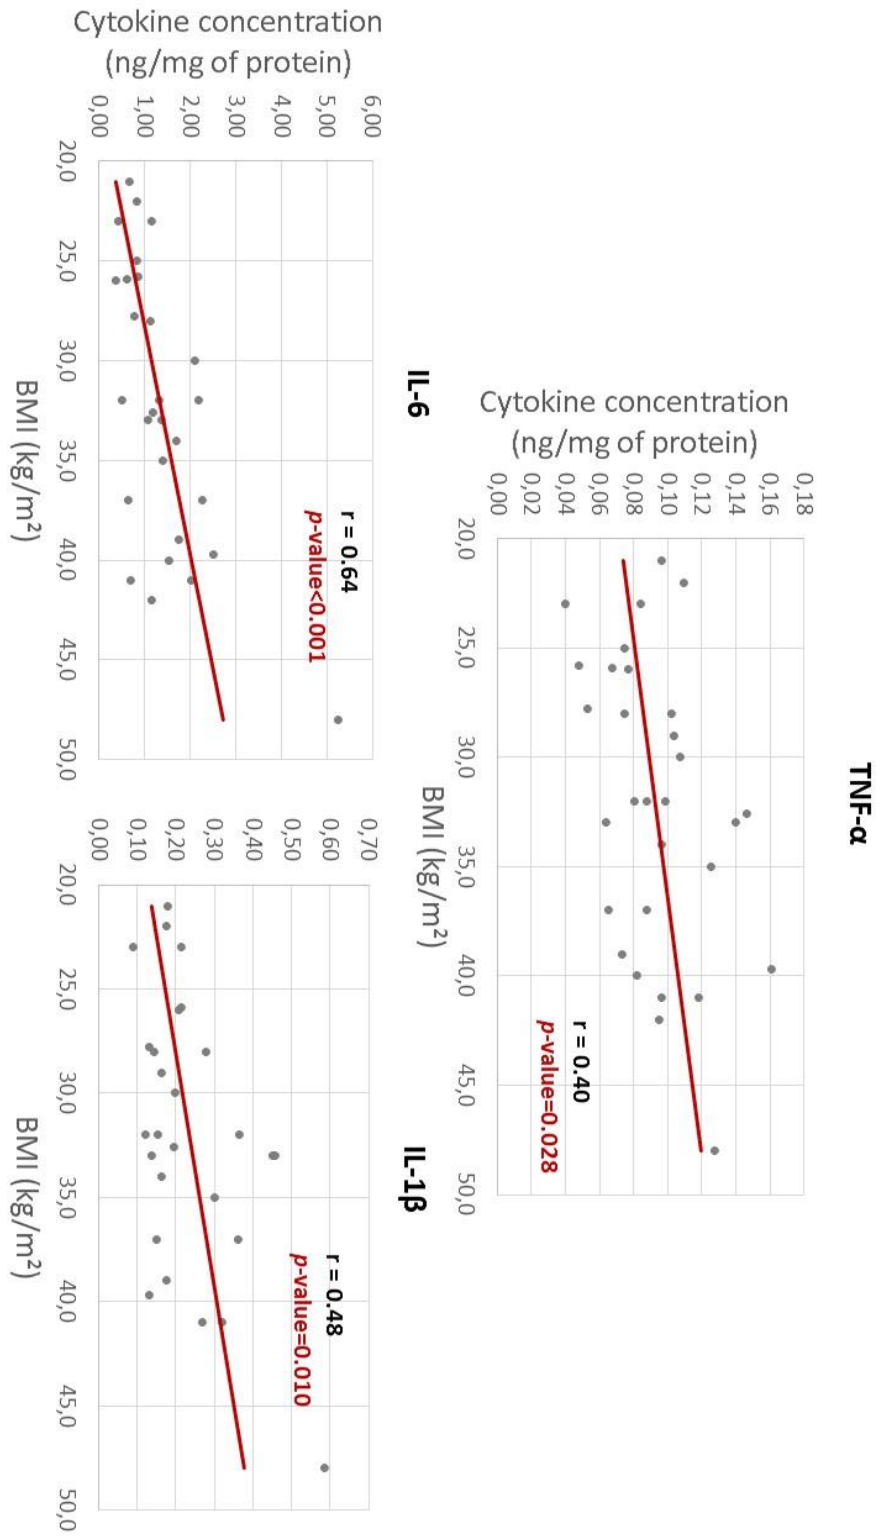 TNF-α
Cytokine concentration
(ng/mg of protein)
0,18
0,16
0,14
0,12
0,10
0,08
0,06
0,04
0,02
0,00
20,0 25,0 30,0 35,0 40,0 45,0 50,0
BMI (kg/m²)
r = 0.40
p-value=0.028
IL-6
Cytokine concentration
(ng/mg of protein)
6,00
5,00
4,00
3,00
2,00
1,00
0,00
20,0 25,0 30,0 35,0 40,0 45,0 50,0
BMI (kg/m²)
r = 0.64
p-value<0.001
IL-1β
0,70
0,60
0,50
0,40
0,30
0,20
0,10
0,00
20,0 25,0 30,0 35,0 40,0 45,0 50,0
BMI (kg/m²)
r = 0.48
p-value=0.010